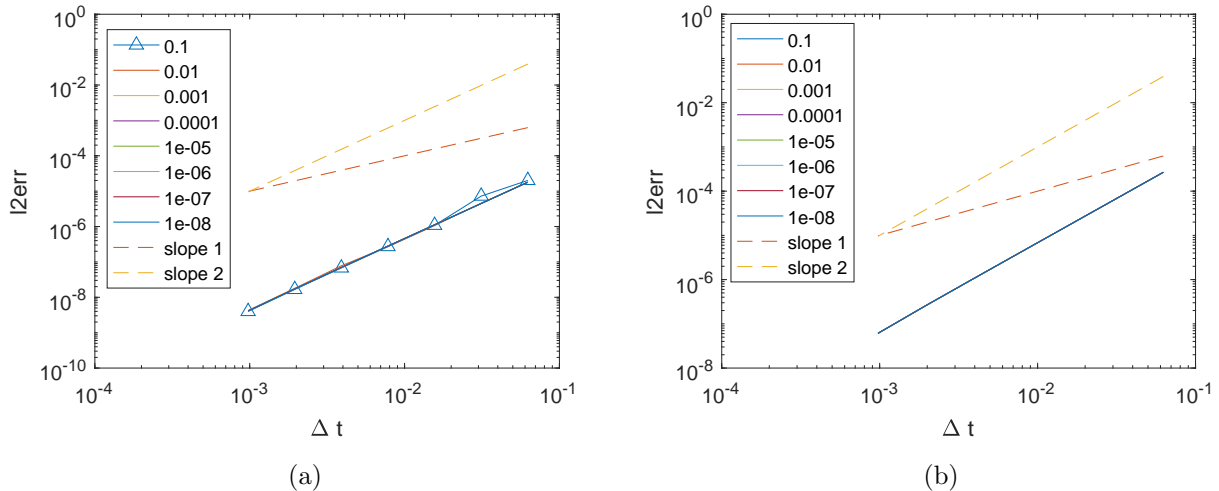 10^0
10^-2
10^-4
10^-6
10^-8
10^-10
l2err
0.1
0.01
0.001
0.0001
1e-05
1e-06
1e-07
1e-08
slope 1
slope 2
10^-4
10^-3
10^-2
10^-1
Δ t
(a)
10^0
10^-2
10^-4
10^-6
10^-8
l2err
0.1
0.01
0.001
0.0001
1e-05
1e-06
1e-07
1e-08
slope 1
slope 2
10^-4
10^-3
10^-2
10^-1
Δ t
(b)